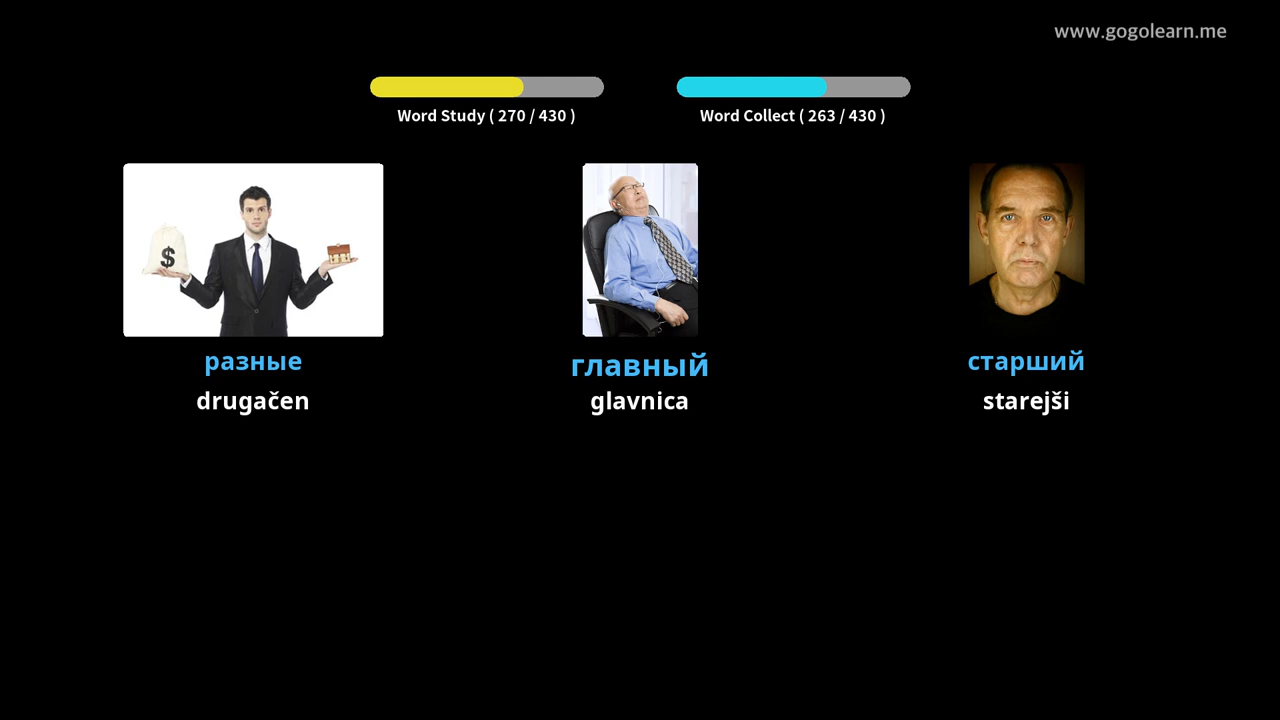 www.gogolearn.me
Word Study ( 270 / 430 )
Word Collect ( 263 / 430 )
$
разные
главный
старший
drugačen
glavnica
starejši